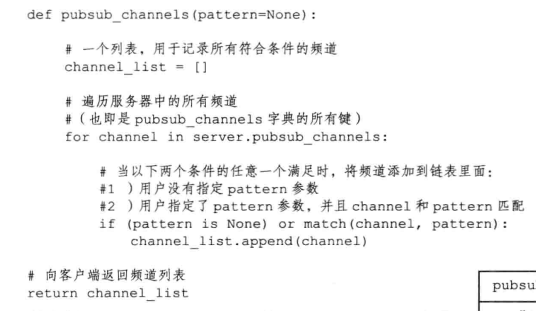 def pubsub_channels(pattern=None):
# 一个列表，用于记录所有符合条件的频道
channel_list = []
# 遍历服务器中的所有频道
# (也即是 pubsub_channels 字典的所有键)
for channel in server.pubsub_channels:
# 当以下两个条件的任意一个满足时，将频道添加到链表里面：
#1 )用户没有指定 pattern 参数
#2 )用户指定了 pattern 参数，并且 channel 和 pattern 匹配
if (pattern is None) or match(channel, pattern):
channel_list.append(channel)
# 向客户端返回频道列表
return channel_list